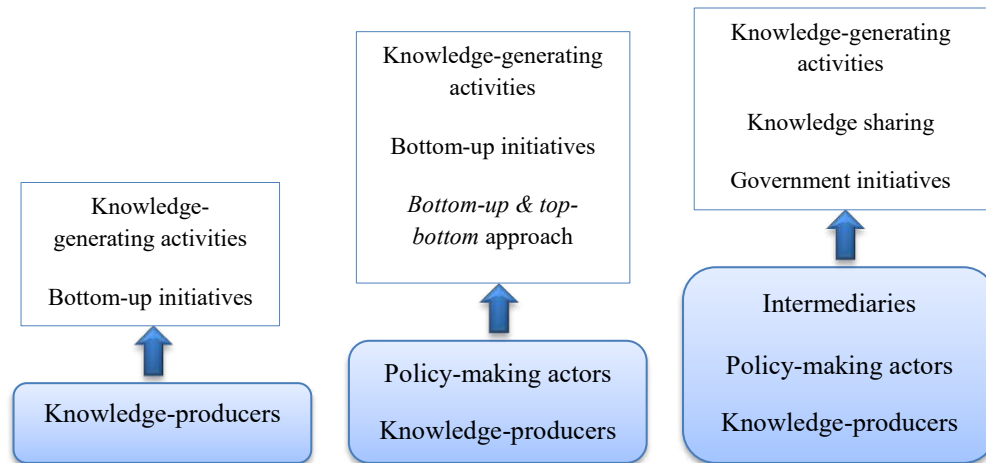 Knowledge-
generating activities
Bottom-up initiatives
Knowledge-producers
Knowledge-generating
activities
Bottom-up initiatives
Bottom-up & top-
bottom approach
Policy-making actors
Knowledge-producers
Knowledge-generating
activities
Knowledge sharing
Government initiatives
Intermediaries
Policy-making actors
Knowledge-producers